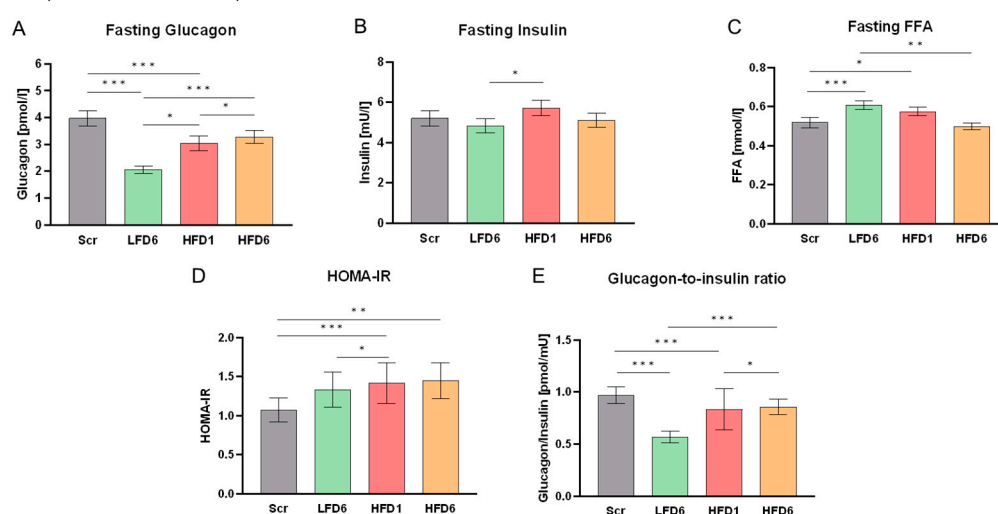 A
Fasting Glucagon
Glucagon [pmol/l]
6
5
4
3
2
1
0
***
***
***
*
*
Scr LFD6 HFD1 HFD6
B
Fasting Insulin
Insulin [mU/l]
8
6
4
2
0
*
Scr LFD6 HFD1 HFD6
C
Fasting FFA
FFA [mmol/l]
0.8
0.6
0.4
0.2
0.0
**
*
***
Scr LFD6 HFD1 HFD6
D
HOMA-IR
HOMA-IR
2.0
1.5
1.0
0.5
0.0
**
***
*
Scr LFD6 HFD1 HFD6
E
Glucagon-to-insulin ratio
Glucagon/Insulin [pmol/mU]
1.5
1.0
0.5
0.0
***
***
***
*
Scr LFD6 HFD1 HFD6